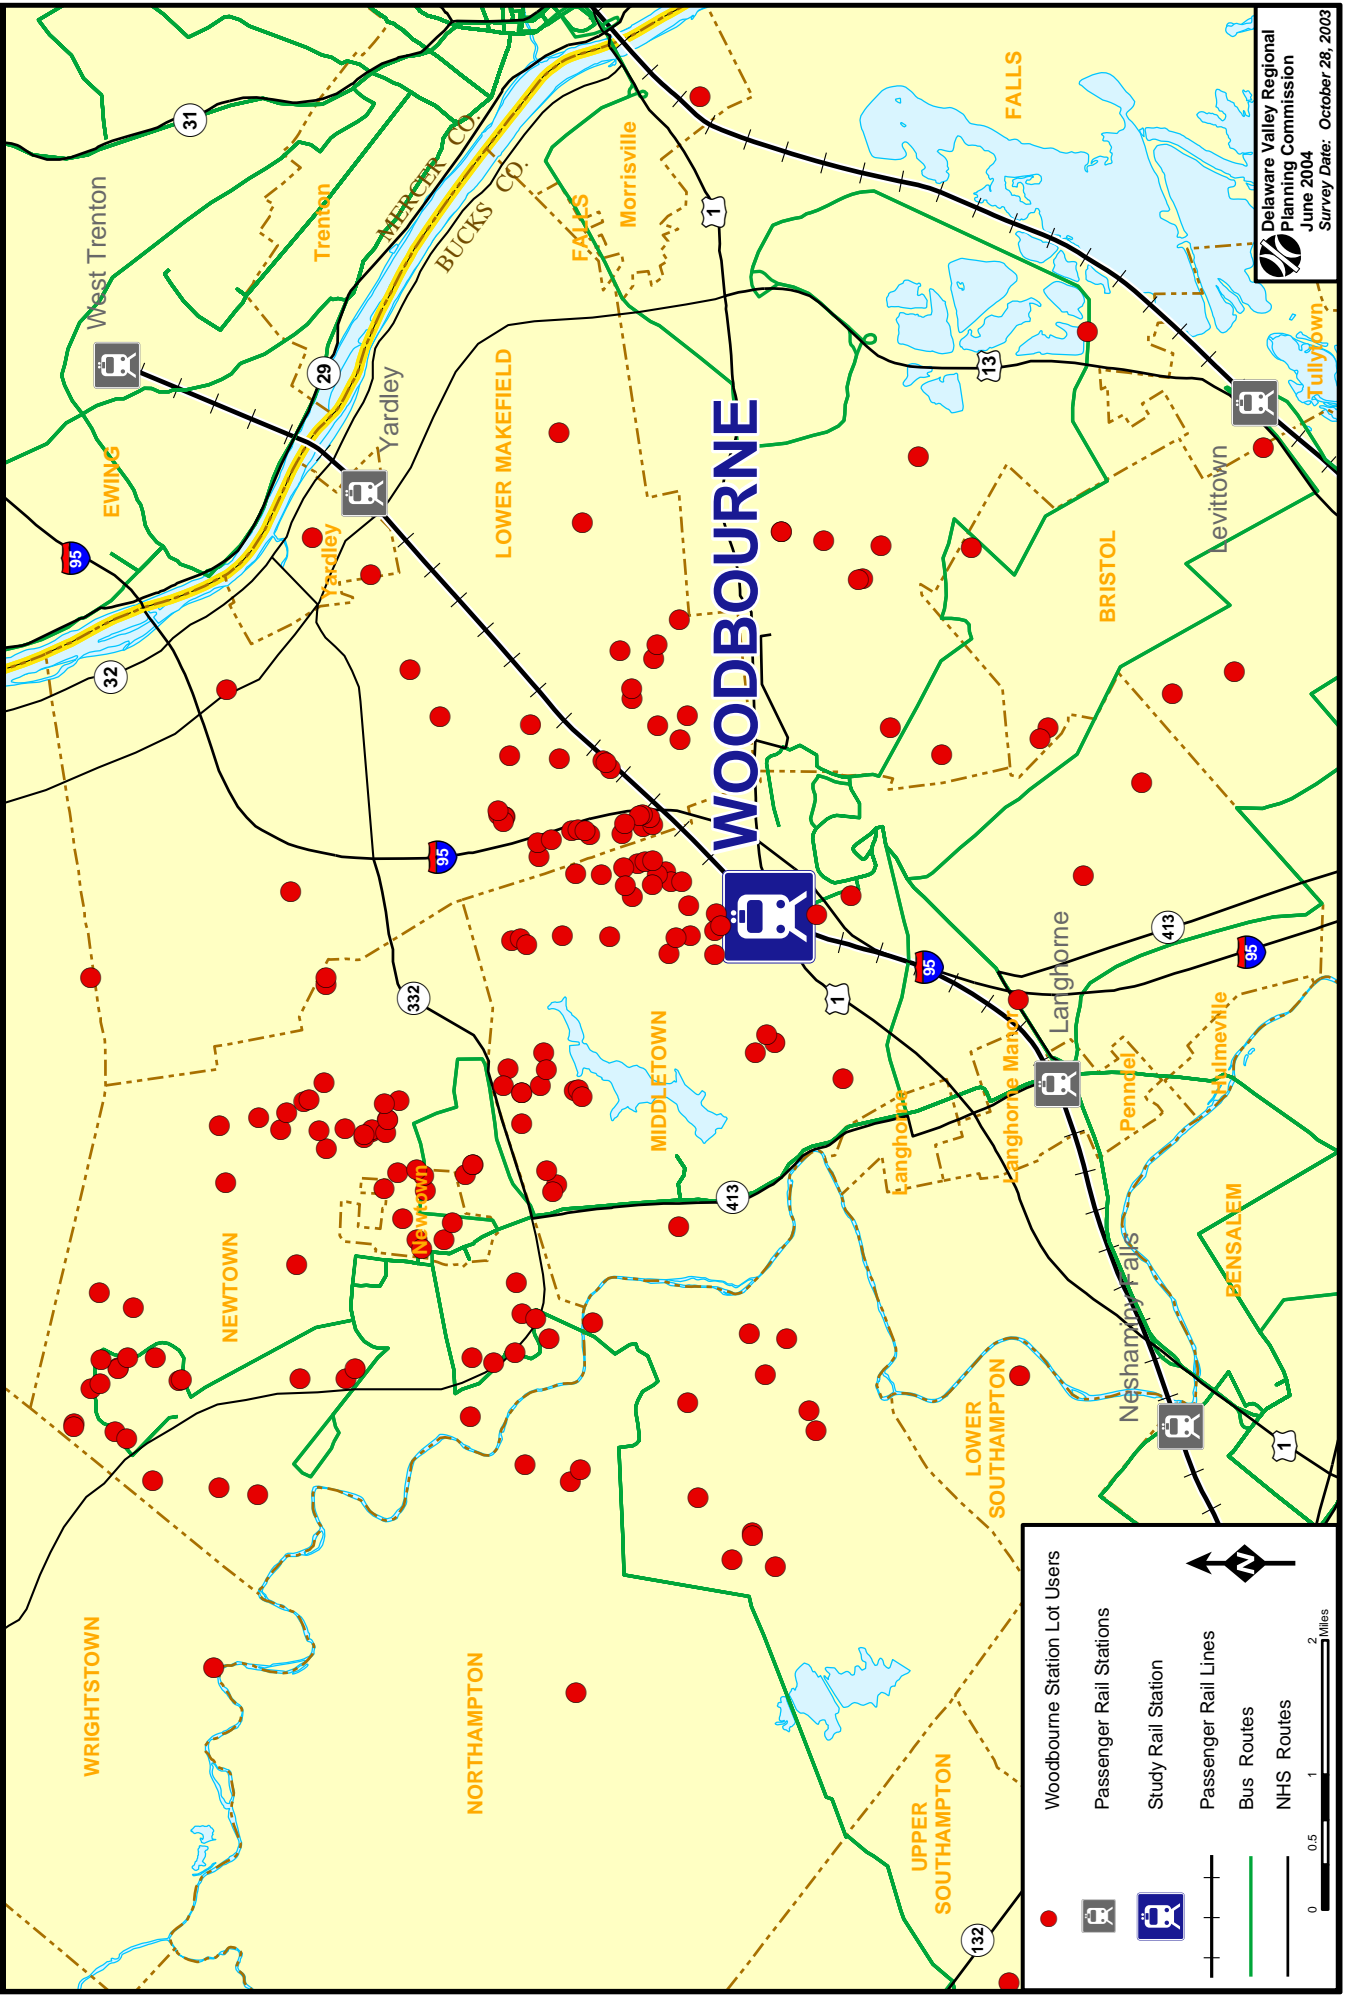 WRIGHTSTOWN
NORTHAMPTON
UPPER
SOUTHAMPTON
132
NEWTOWN
Newtown
LOWER
SOUTHAMPTON
Neshaminy Falls
1
BENSALEM
413
332
MIDDLETOWN
Langhorne
Langhorne Manor
Langhorne
Penndel
Hulmeville
1
95
413
95
95
WOODBOURNE
32
95
EWING
Yardley
Yardley
LOWER MAKEFIELD
BRISTOL
Levittown
Tullytown
29
13
West Trenton
Trenton
31
MERCER CO.
BUCKS CO.
FALLS
Morrisville
1
FALLS
Woodbourne Station Lot Users
Passenger Rail Stations
Study Rail Station
Passenger Rail Lines
Bus Routes
NHS Routes
N
0 0.5 1 2
Miles
Delaware Valley Regional
Planning Commission
June 2004
Survey Date: October 28, 2003